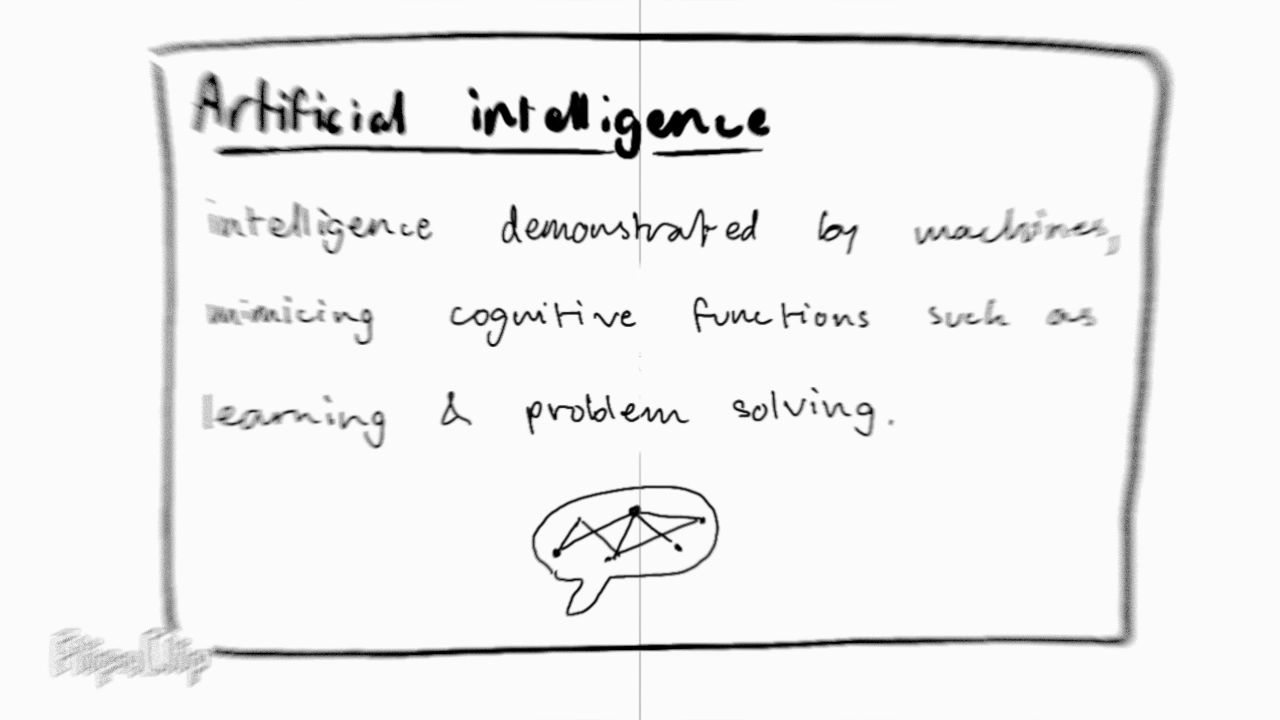 Artificial intelligence
intelligence demonstrated by machines,
mimicing cognitive functions such as
learning & problem solving.
FlipaClip